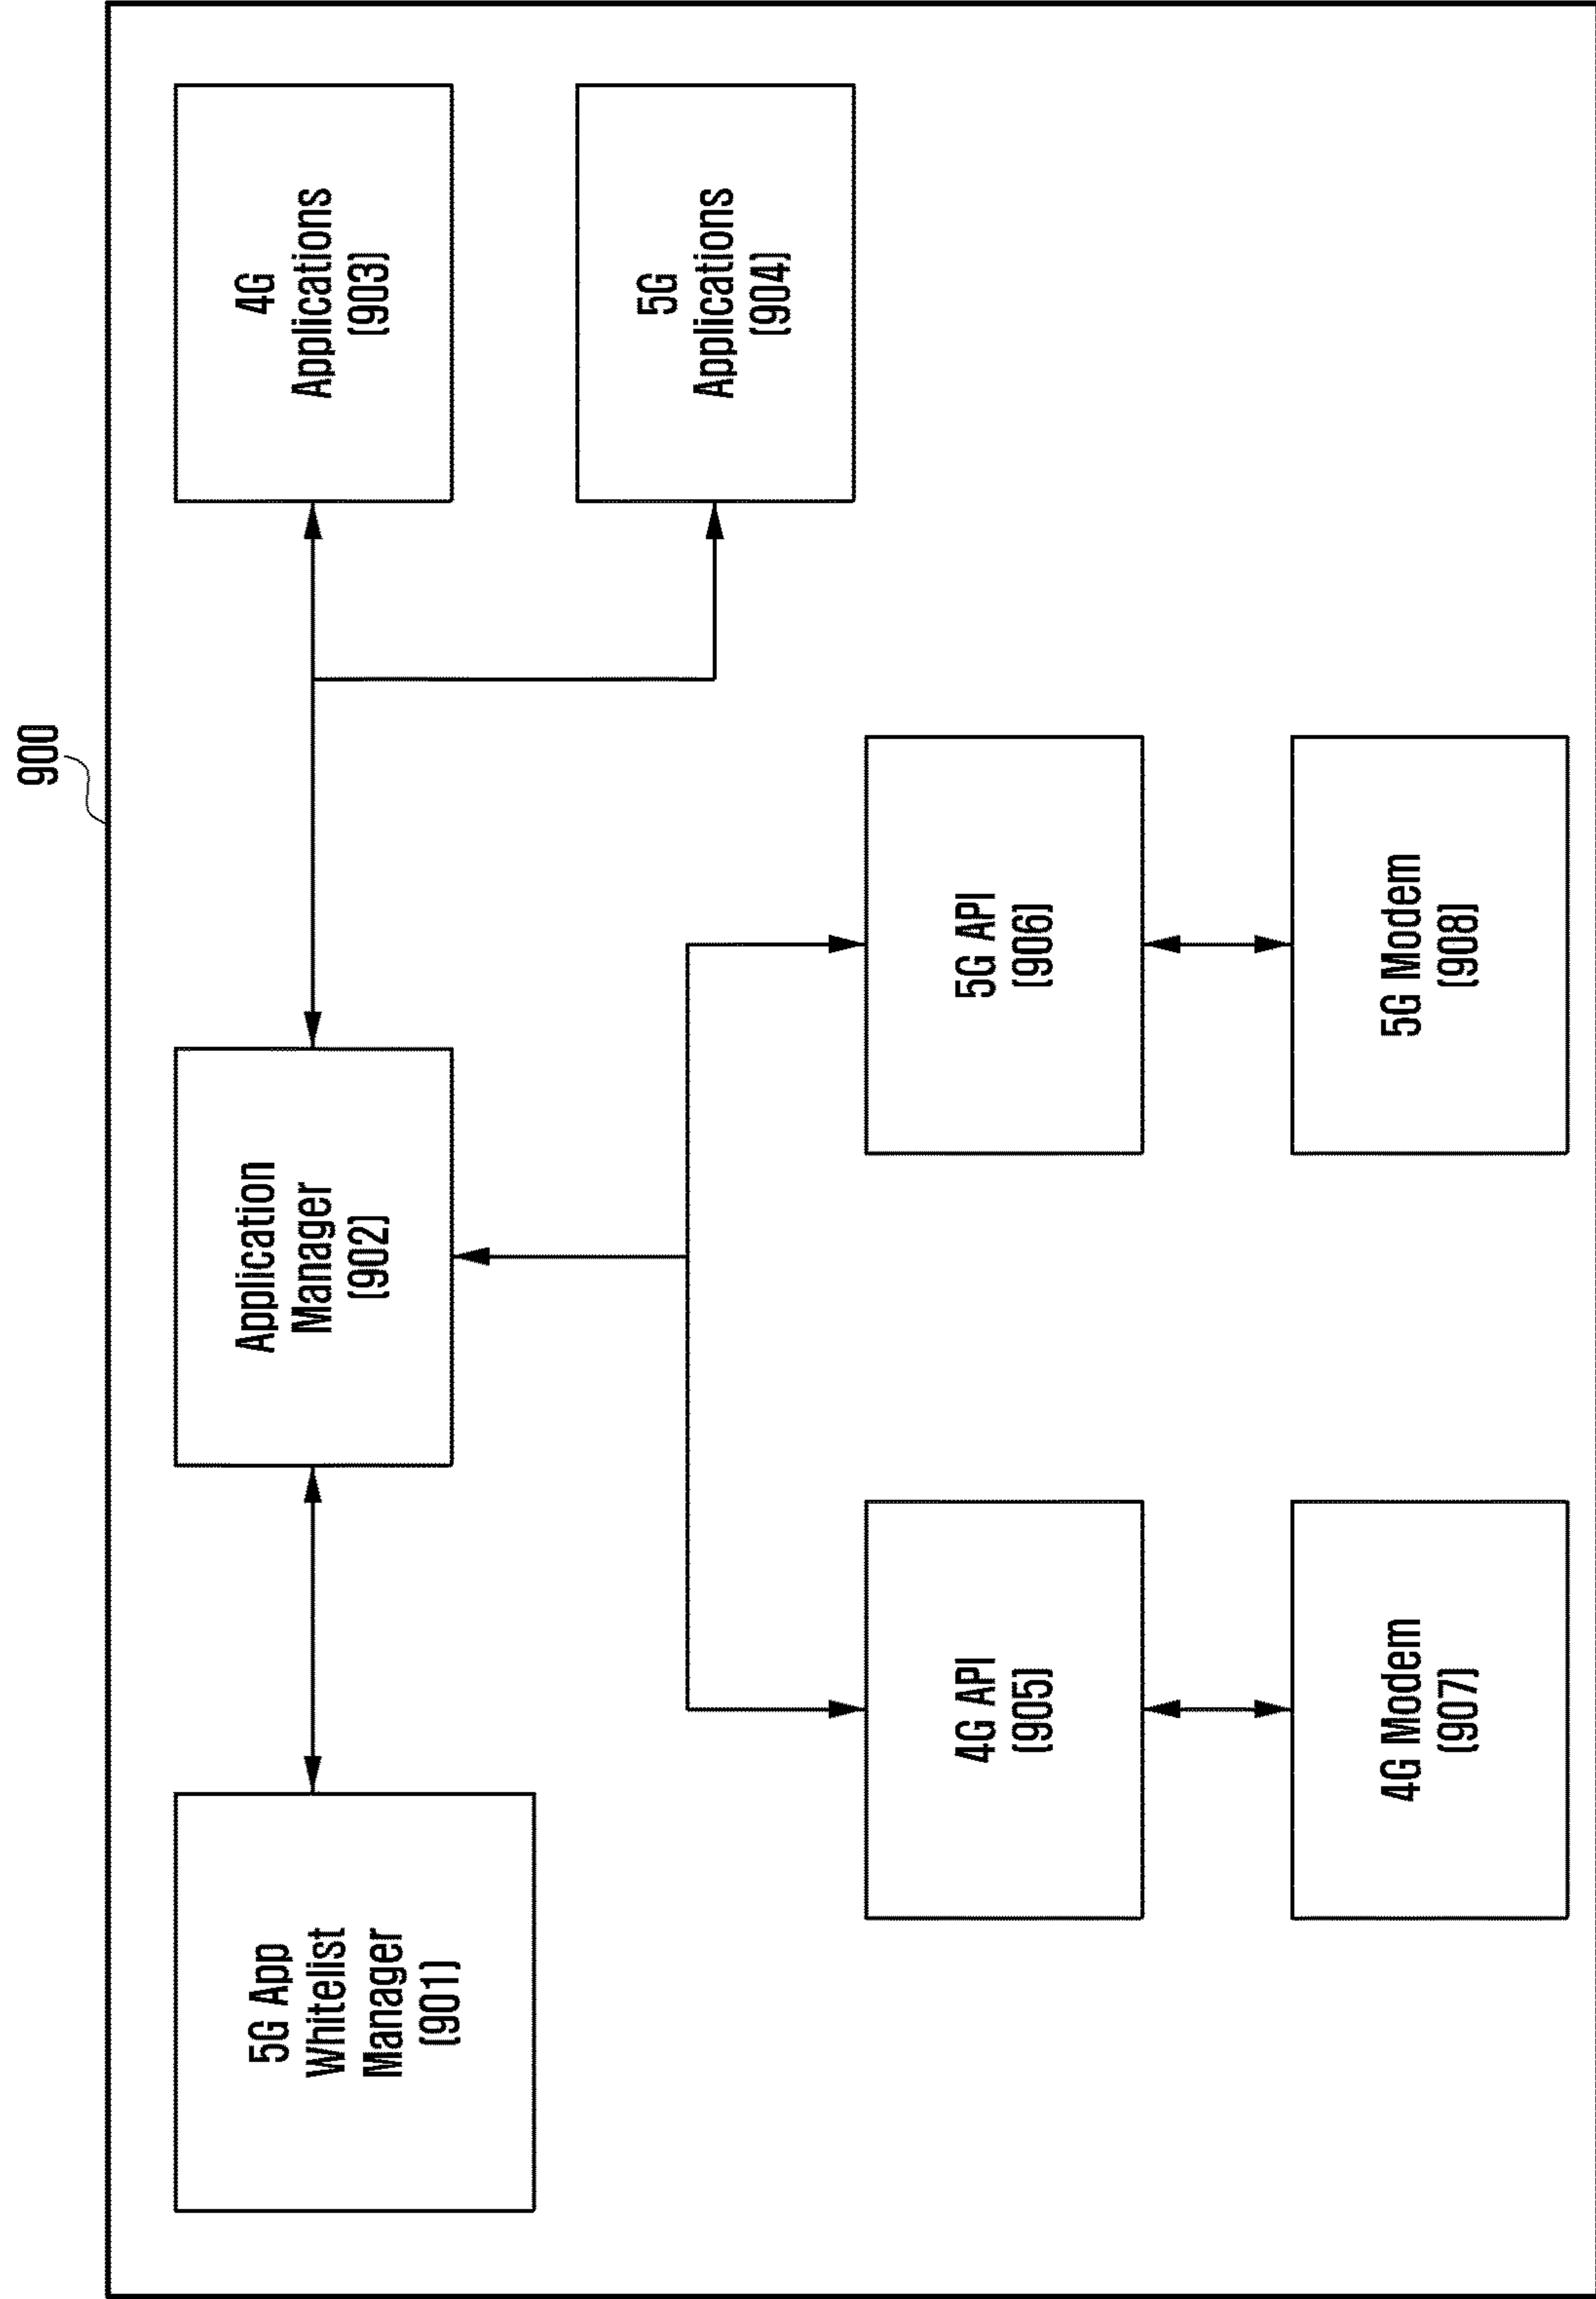 900
5G App
Whitelist
Manager
(901)
Application
Manager
(902)
4G
Applications
(903)
5G
Applications
(904)
4G API
(905)
5G API
(906)
4G Modem
(907)
5G Modem
(908)